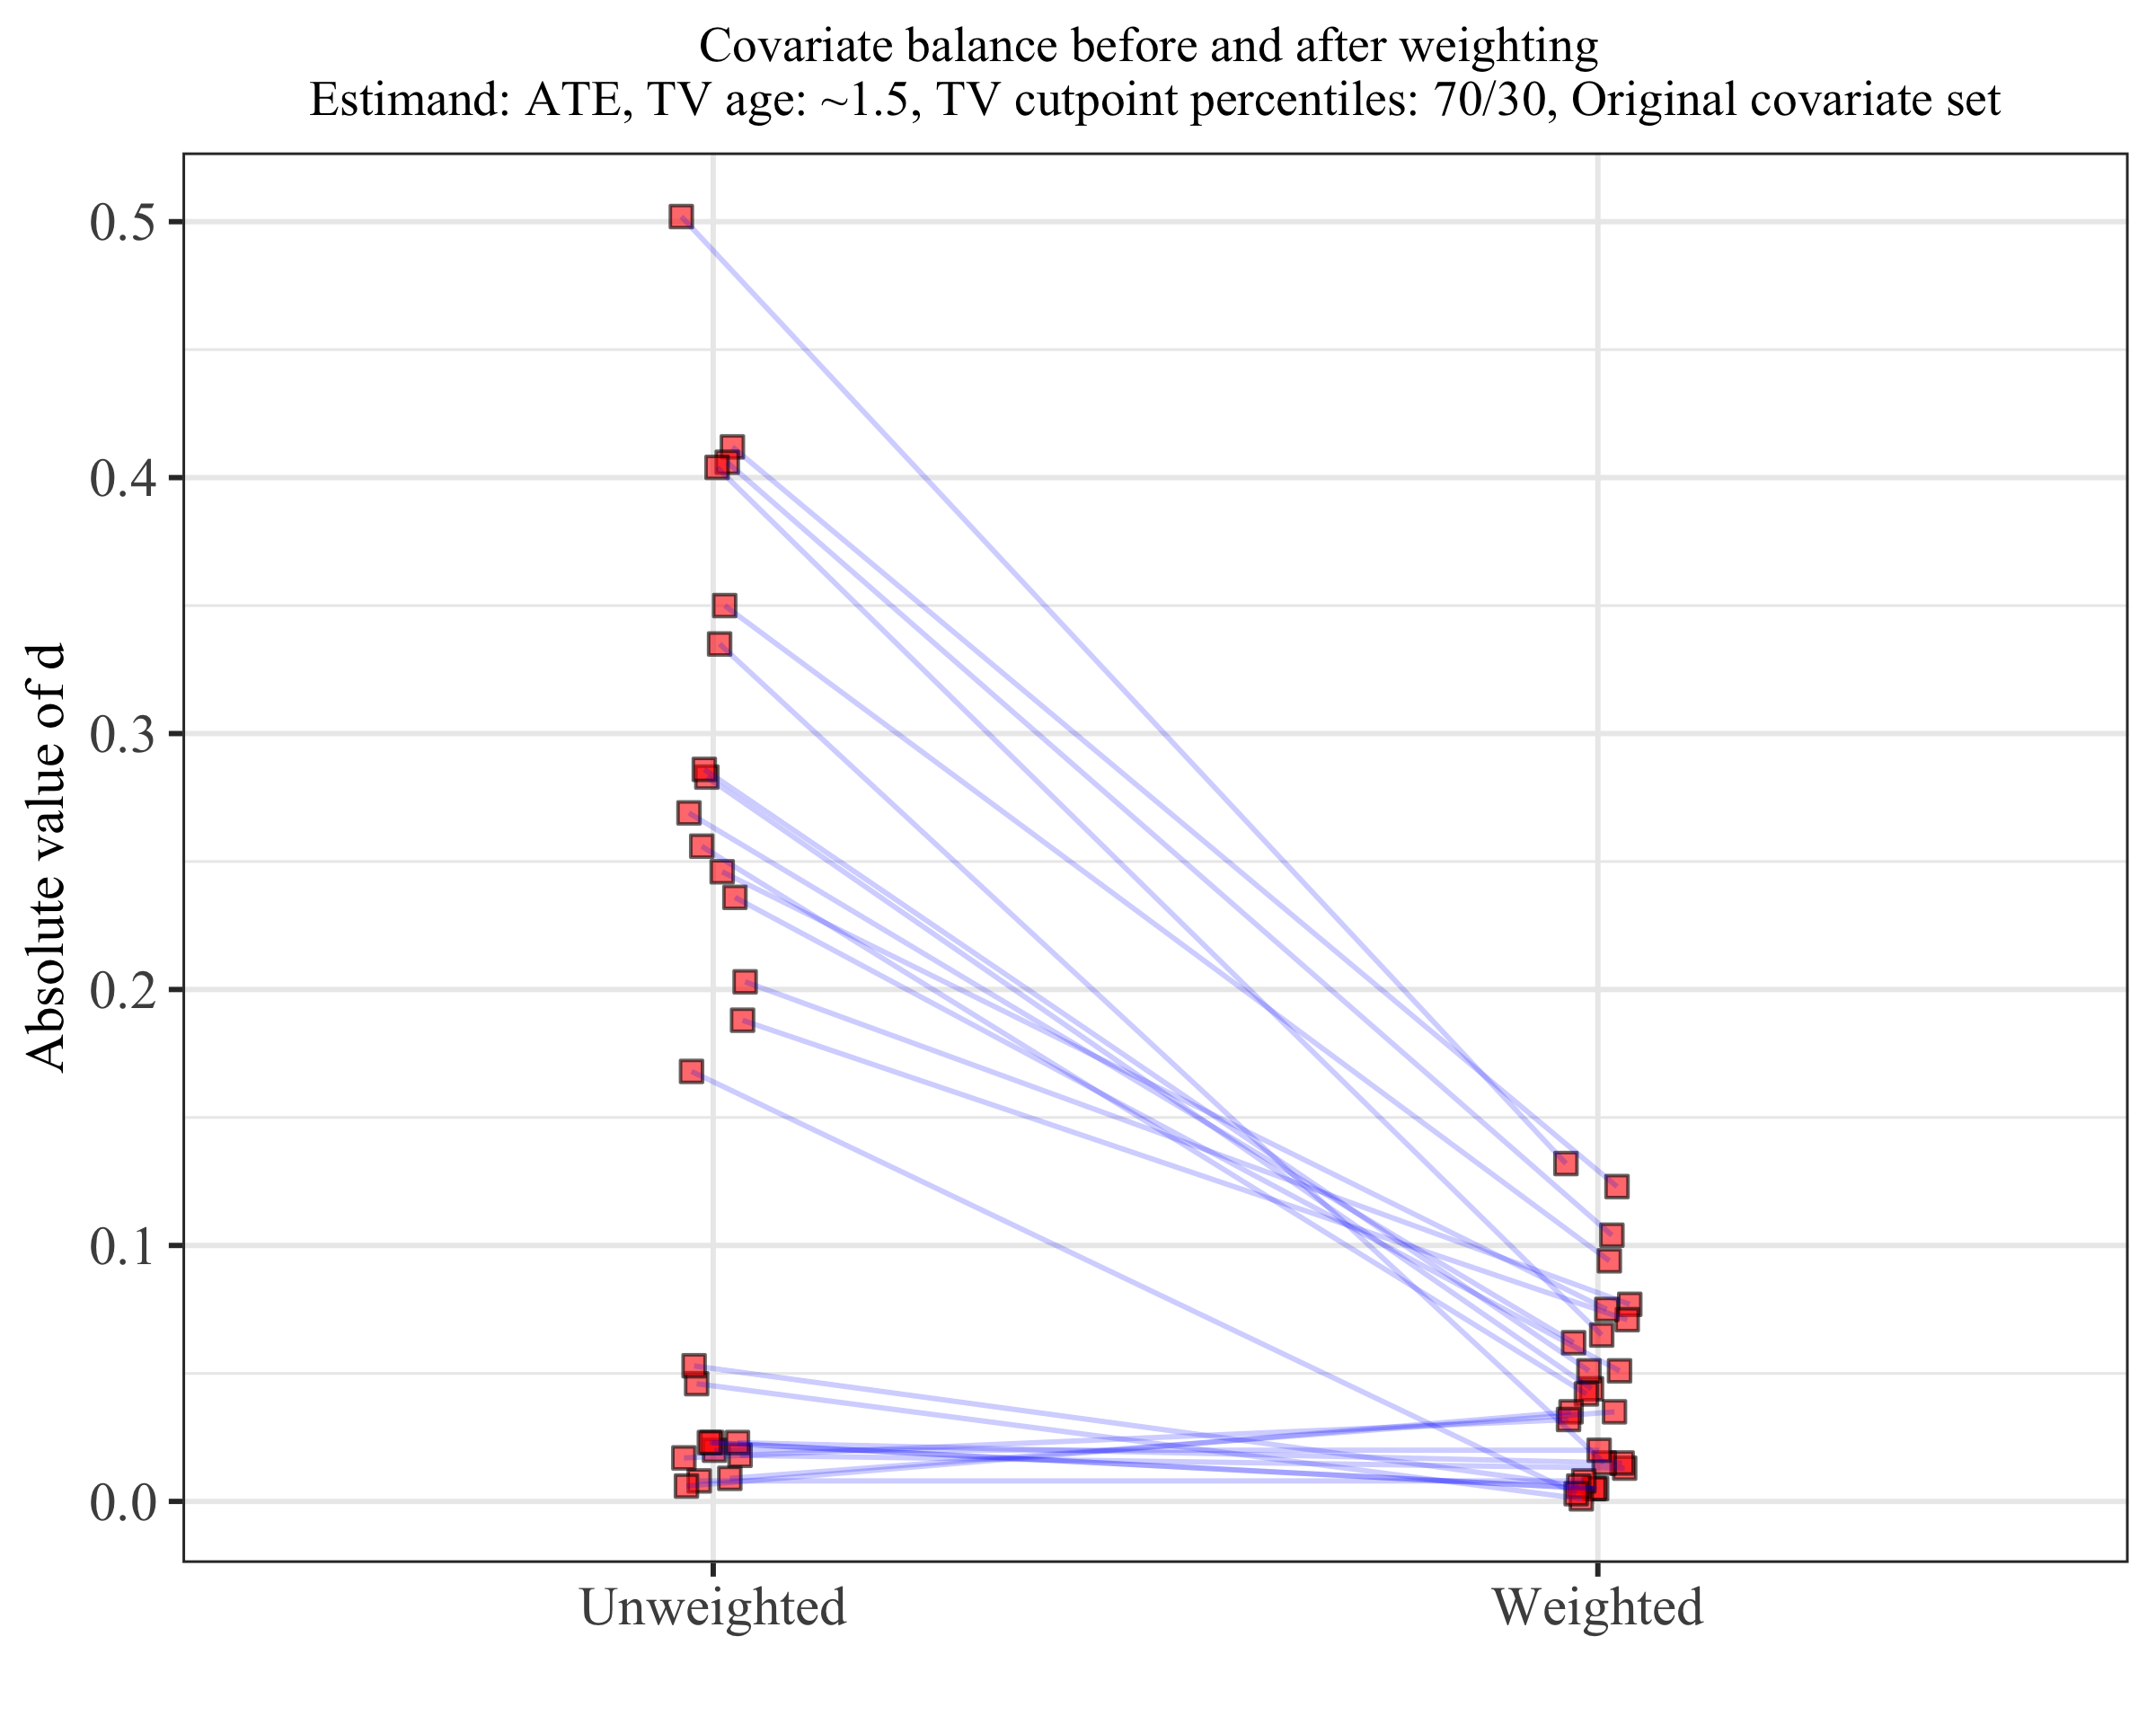 Covariate balance before and after weighting
Estimand: ATE, TV age: ~1.5, TV cutpoint percentiles: 70/30, Original covariate set
Absolute value of d
0.5
0.4
0.3
0.2
0.1
0.0
Unweighted
Weighted